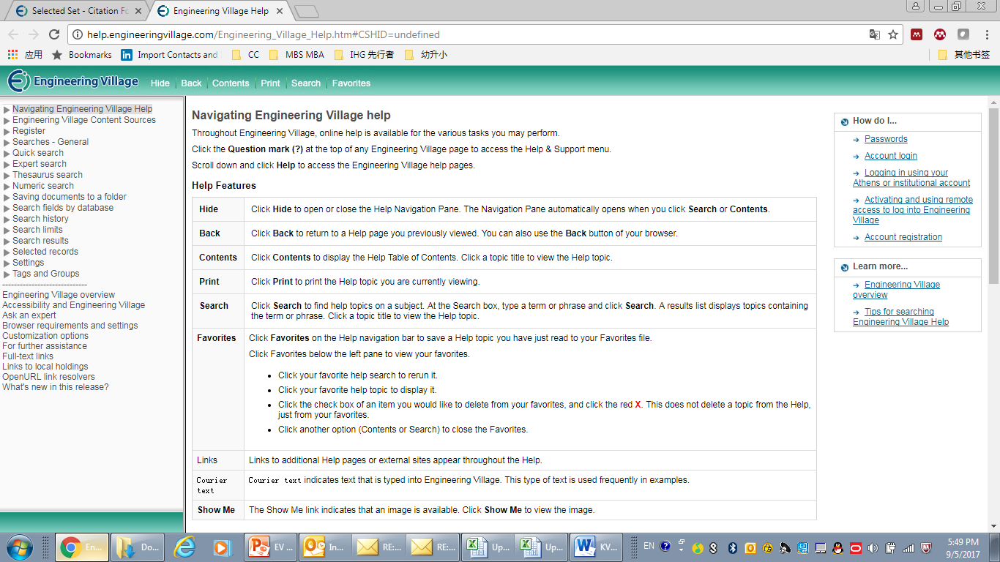 Selected Set - Citation Fo
Engineering Village Help
help.engineeringvillage.com/Engineering_Village_Help.htm#CSHID=undefined
应用 Bookmarks Import Contacts and CC MBS MBA IHG 先行者 幼升小 其他书签
Engineering Village Hide Back Contents Print Search Favorites
Navigating Engineering Village Help
Engineering Village Content Sources
Register
Searches - General
Quick search
Expert search
Thesaurus search
Numeric search
Saving documents to a folder
Search fields by database
Search history
Search limits
Search results
Selected records
Settings
Tags and Groups
-----------------------------
Engineering Village overview
Accessibility and Engineering Village
Ask an expert
Browser requirements and settings
Customization options
For further assistance
Full-text links
Links to local holdings
OpenURL link resolvers
What's new in this release?
Navigating Engineering Village help
Throughout Engineering Village, online help is available for the various tasks you may perform.
Click the Question mark (?) at the top of any Engineering Village page to access the Help & Support menu.
Scroll down and click Help to access the Engineering Village help pages.
Help Features
Hide Click Hide to open or close the Help Navigation Pane. The Navigation Pane automatically opens when you click Search or Contents.
Back Click Back to return to a Help page you previously viewed. You can also use the Back button of your browser.
Contents Click Contents to display the Help Table of Contents. Click a topic title to view the Help topic.
Print Click Print to print the Help topic you are currently viewing.
Search Click Search to find help topics on a subject. At the Search box, type a term or phrase and click Search. A results list displays topics containing
the term or phrase. Click a topic title to view the Help topic.
Favorites Click Favorites on the Help navigation bar to save a Help topic you have just read to your Favorites file.
Click Favorites below the left pane to view your favorites.
• Click your favorite help search to rerun it.
• Click your favorite help topic to display it.
• Click the check box of an item you would like to delete from your favorites, and click the red X. This does not delete a topic from the Help,
just from your favorites.
• Click another option (Contents or Search) to close the Favorites.
Links Links to additional Help pages or external sites appear throughout the Help.
Courier Courier text indicates text that is typed into Engineering Village. This type of text is used frequently in examples.
text
Show Me The Show Me link indicates that an image is available. Click Show Me to view the image.
How do I...
Passwords
Account login
Logging in using your
Athens or institutional account
Activating and using remote
access to log into Engineering
Village
Account registration
Learn more...
Engineering Village
overview
Tips for searching
Engineering Village Help
En... Do... EV ... In... RE:... RE:... Up... Up... KV... EN 5:49 PM
9/5/2017